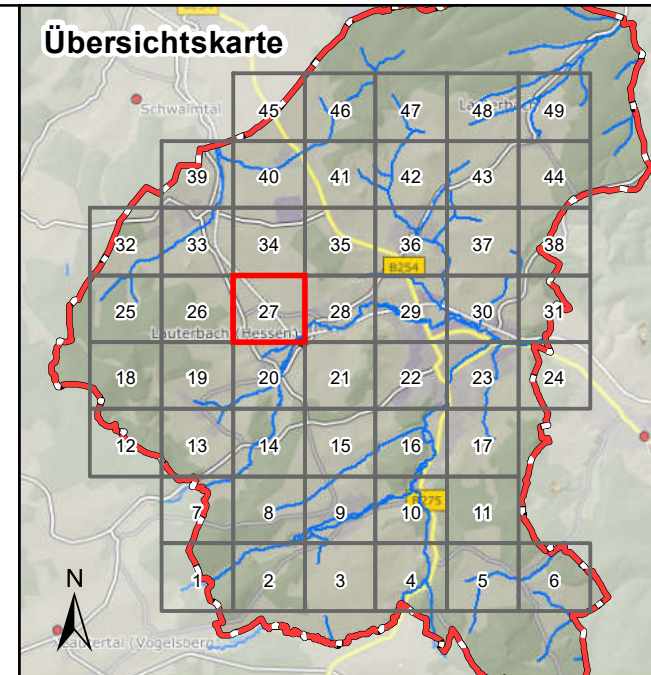 Übersichtskarte
Schwalmtal
45 46 47 48 49
Lauterbach
39 40 41 42 43 44
32 33 34 35 36 37 38
B254
25 26 27 28 29 30 31
Lauterbach (Hessen)
18 19 20 21 22 23 24
12 13 14 15 16 17
7 8 9 10 11
B275
1 2 3 4 5 6
N
Lautertal (Vogelsberg)